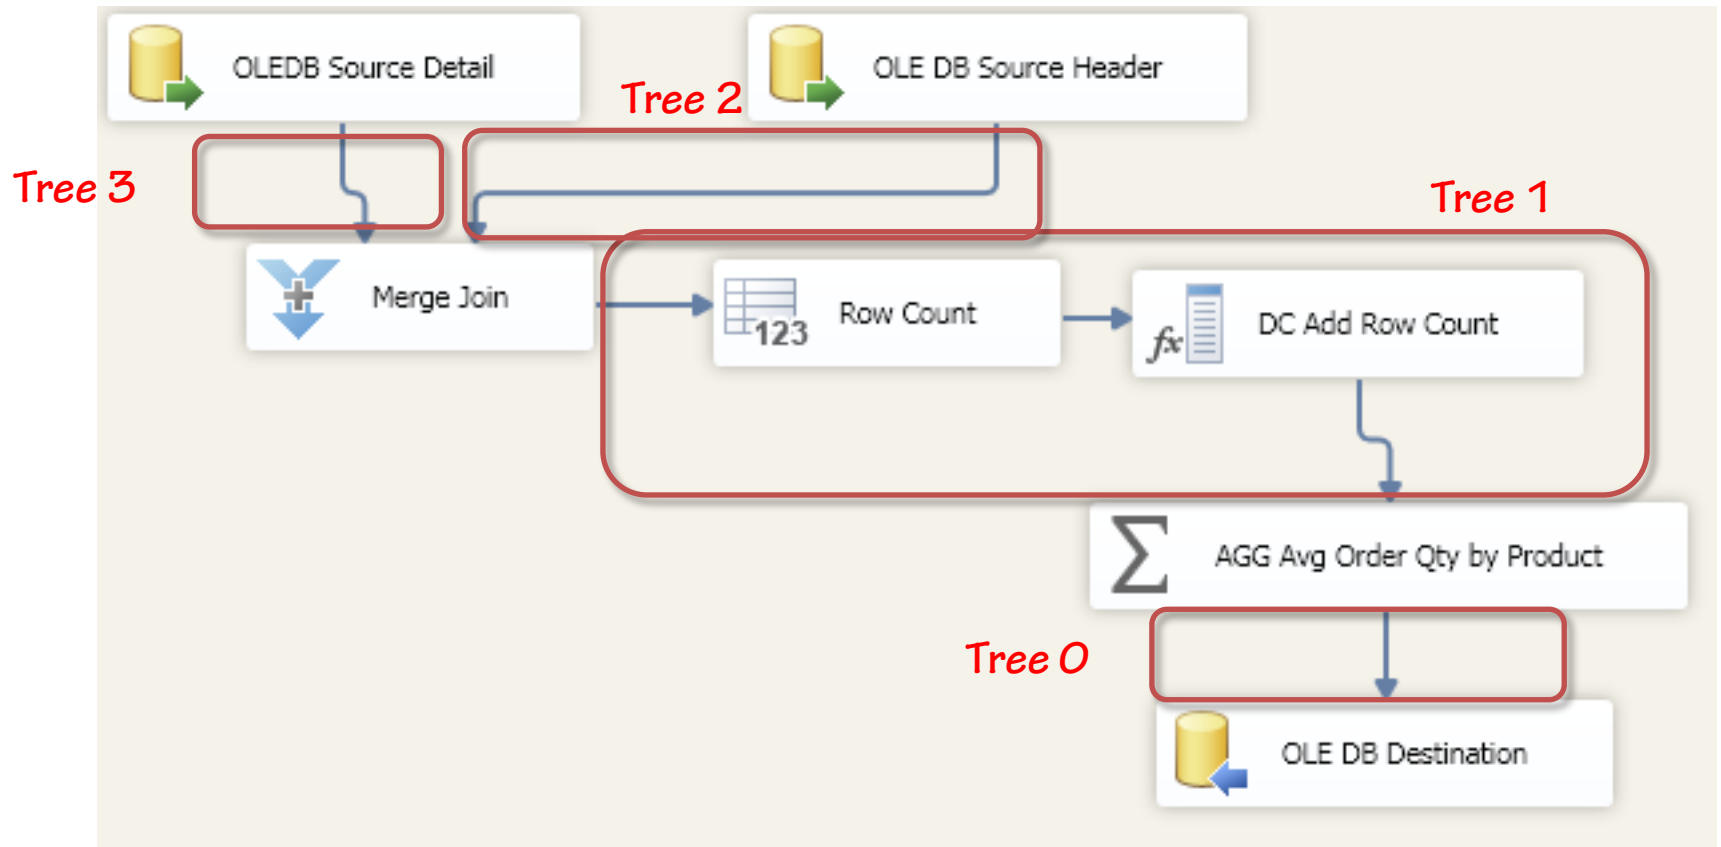 OLEDB Source Detail
OLE DB Source Header
Tree 2
Tree 3
Tree 1
Merge Join
123
Row Count
fx
DC Add Row Count
Σ
AGG Avg Order Qty by Product
Tree 0
OLE DB Destination